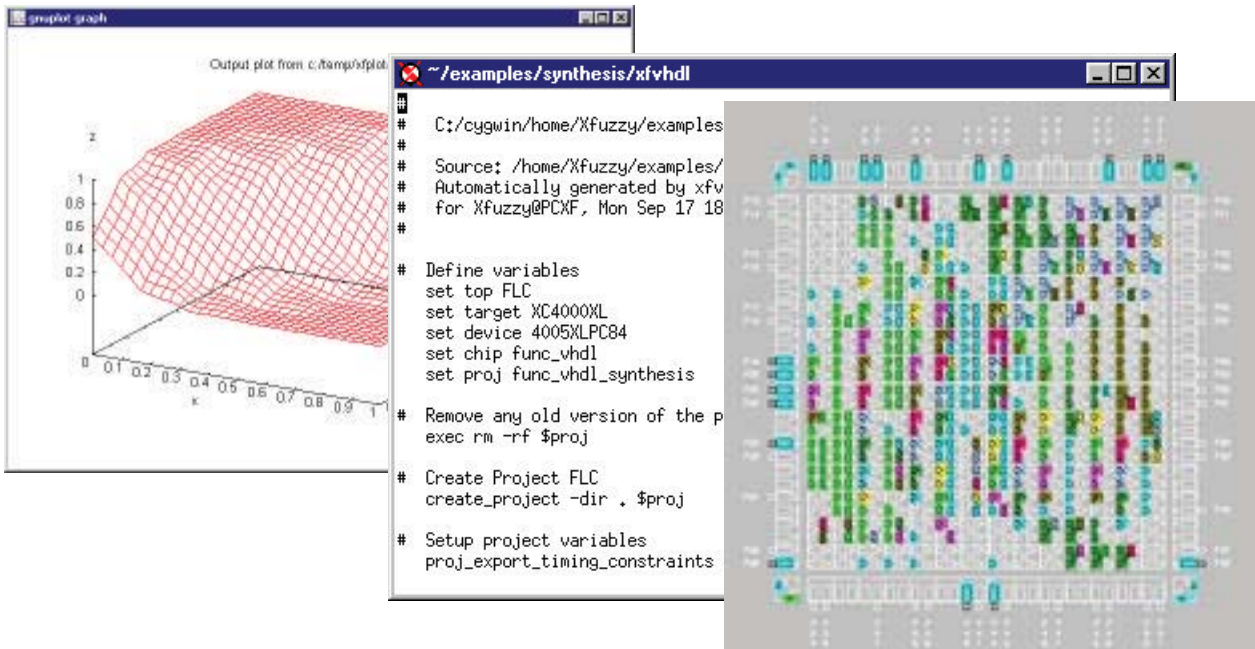 gnuplot graph
Output plot from c:/temp/xfplot
z
1
0.8
0.6
0.4
0.2
0
0 0.1 0.2 0.3 0.4 0.5 0.6 0.7 0.8 0.9 1
x
~/examples/synthesis/xfvhdl
#
# C:/cygwin/home/Xfuzzy/examples
#
# Source: /home/Xfuzzy/examples/
# Automatically generated by xfv
# for Xfuzzy@PCXF, Mon Sep 17 18
#
# Define variables
set top FLC
set target XC4000XL
set device 4005XLPC84
set chip func_vhdl
set proj func_vhdl_synthesis
# Remove any old version of the p
exec rm -rf $proj
# Create Project FLC
create_project -dir . $proj
# Setup project variables
proj_export_timing_constraints